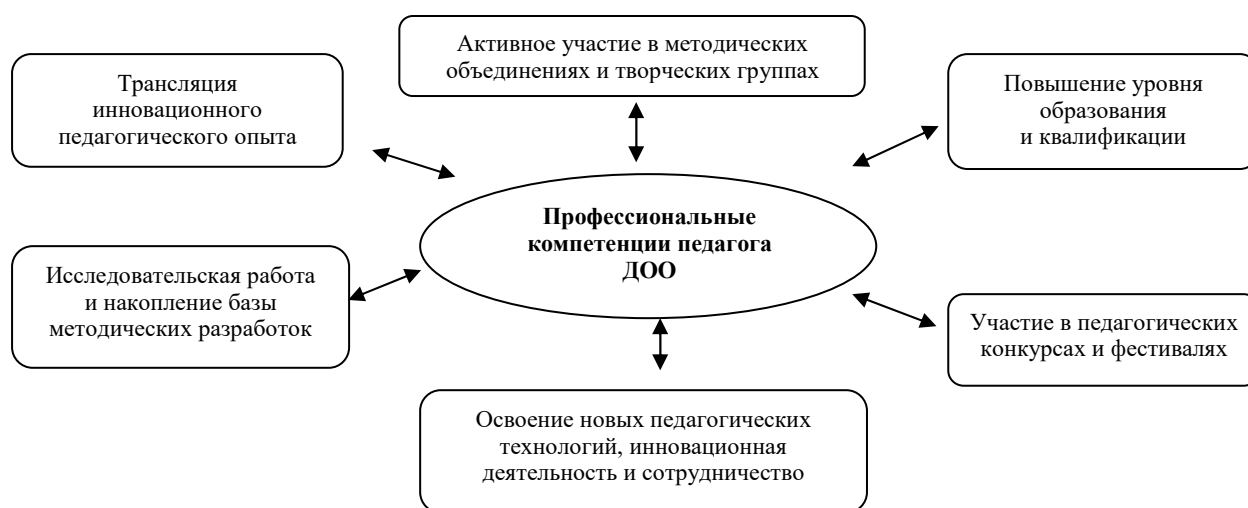 Активное участие в методических
объединениях и творческих группах
Трансляция
инновационного
педагогического опыта
Повышение уровня
образования
и квалификации
Профессиональные
компетенции педагога
ДОО
Исследовательская работа
и накопление базы
методических разработок
Участие в педагогических
конкурсах и фестивалях
Освоение новых педагогических
технологий, инновационная
деятельность и сотрудничество